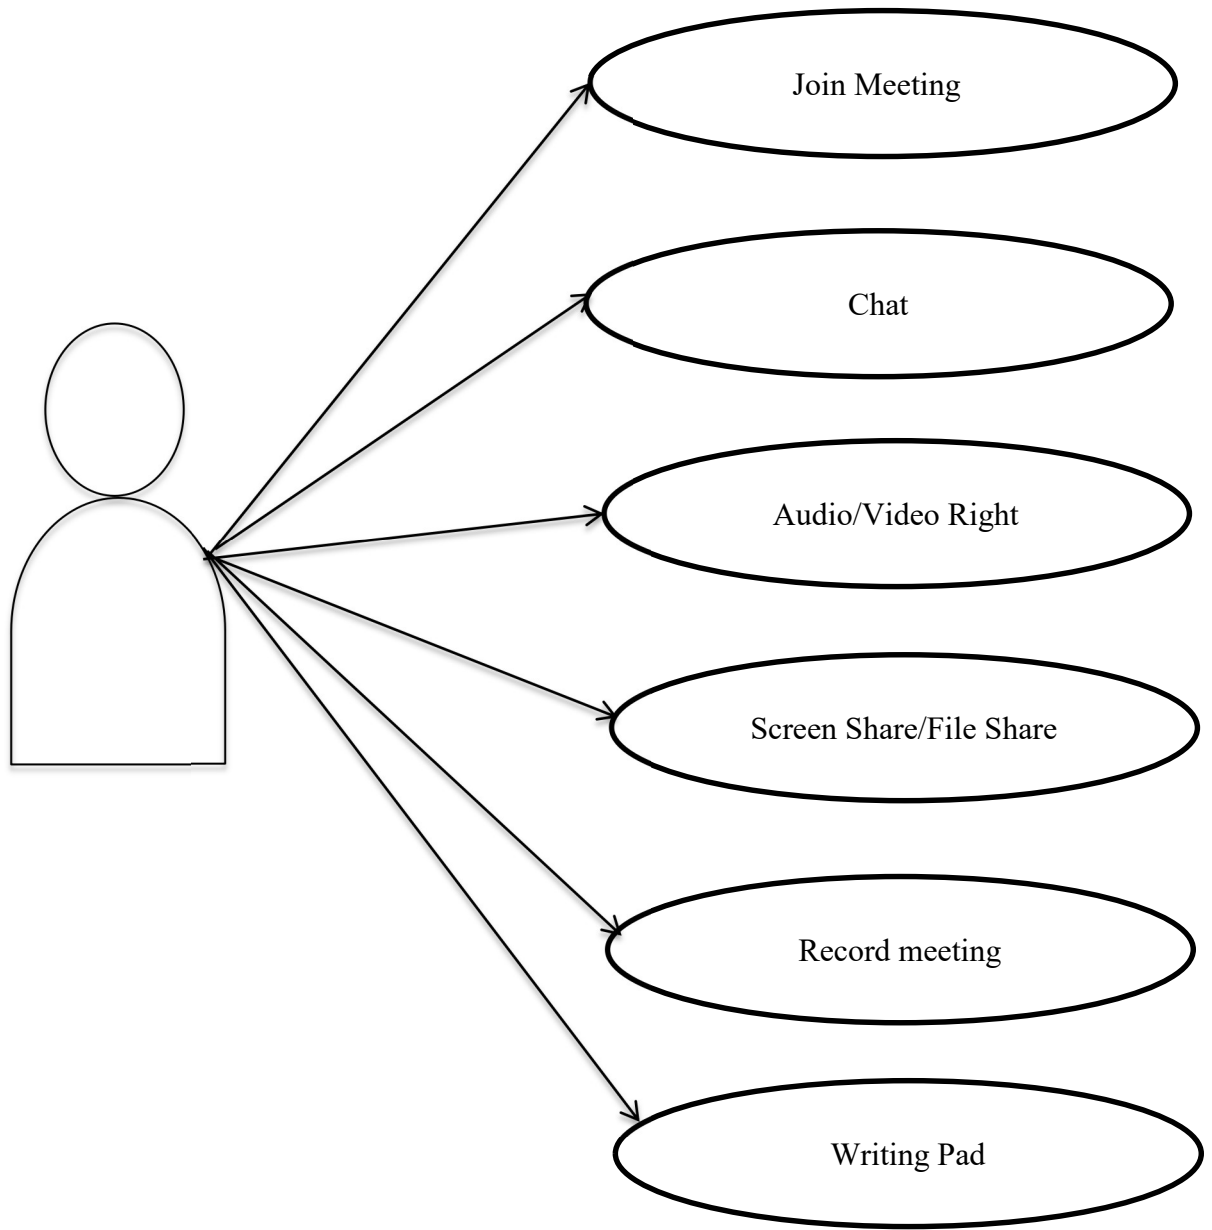 Join Meeting
Chat
Audio/Video Right
Screen Share/File Share
Record meeting
Writing Pad